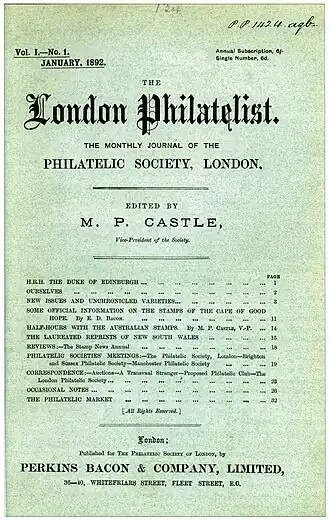 124
P P 1424 agb.
Vol. I.—No. 1.
JANUARY, 1892.
Annual Subscription, 6/-
Single Number, 6d.
THE
London Philatelist.
THE MONTHLY JOURNAL OF THE
PHILATELIC SOCIETY, LONDON.
EDITED BY
M. P. CASTLE,
Vice-President of the Society.
PAGE
H.R.H. THE DUKE OF EDINBURGH ... 1
OURSELVES ... 2
NEW ISSUES AND UNCHRONICLED VARIETIES... 3
SOME OFFICIAL INFORMATION ON THE STAMPS OF THE CAPE OF GOOD
HOPE. By E. D. Bacon. ... 11
HALF-HOURS WITH THE AUSTRALIAN STAMPS. By M. P. Castle, V.-P. ... 14
THE LAUREATED REPRINTS OF NEW SOUTH WALES ... 15
REVIEWS:—The Stamp News Annual ... 18
PHILATELIC SOCIETIES' MEETINGS:—The Philatelic Society, London—Brighton
and Sussex Philatelic Society—Manchester Philatelic Society ... 19
CORRESPONDENCE:—Auctions—A Transvaal Stranger—Proposed Philatelic Club—The
London Philatelic Society ... 25
OCCASIONAL NOTES ... 26
THE PHILATELIC MARKET ... 32
[All Rights Reserved.]
London:
Published for The Philatelic Society of London, by
PERKINS BACON & COMPANY, LIMITED,
36—40, WHITEFRIARS STREET, FLEET STREET, E.C.